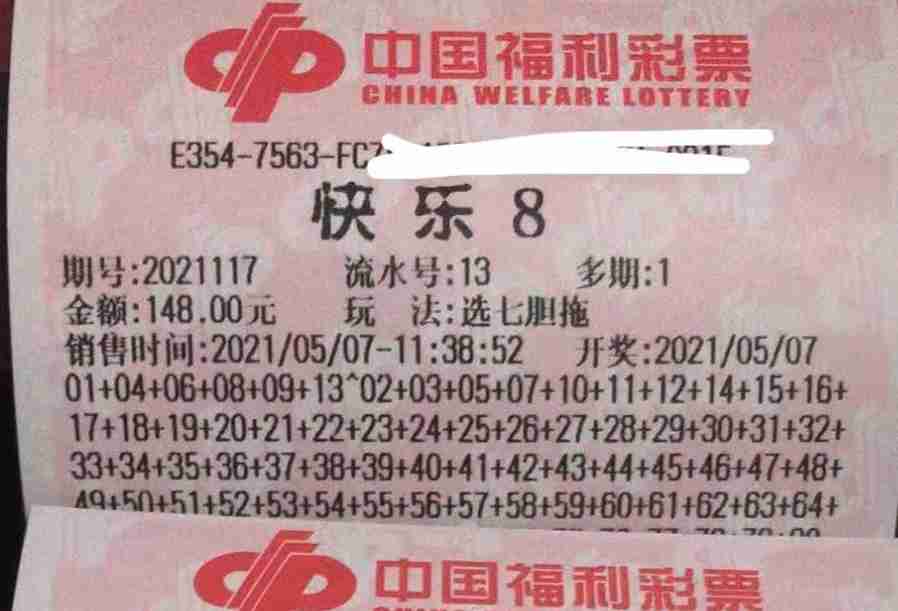 中国福利彩票
CHINA WELFARE LOTTERY
E354-7563-FC
快乐8
期号:2021117 流水号:13 多期:1
金额:148.00元 玩 法:选七胆拖
销售时间:2021/05/07-11:38:52 开奖:2021/05/07
01+04+06+08+09+13^02+03+05+07+10+11+12+14+15+16+
17+18+19+20+21+22+23+24+25+26+27+28+29+30+31+32+
33+34+35+36+37+38+39+40+41+42+43+44+45+46+47+48+
49+50+51+52+53+54+55+56+57+58+59+60+61+62+63+64+
中国福利彩票